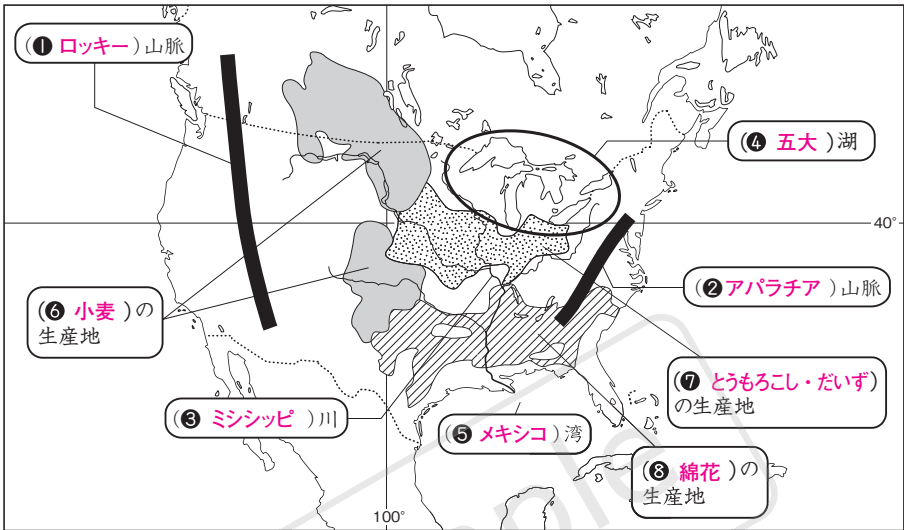 (❶ ロッキー)山脈
(❹ 五大 )湖
40°
(❷アパラチア)山脈
(❻ 小麦 )の
生産地
(❼ とうもろこし・だいず)
の生産地
(❸ ミシシッピ )川
(❺ メキシコ)湾
(❽ 綿花 )の
生産地
100°